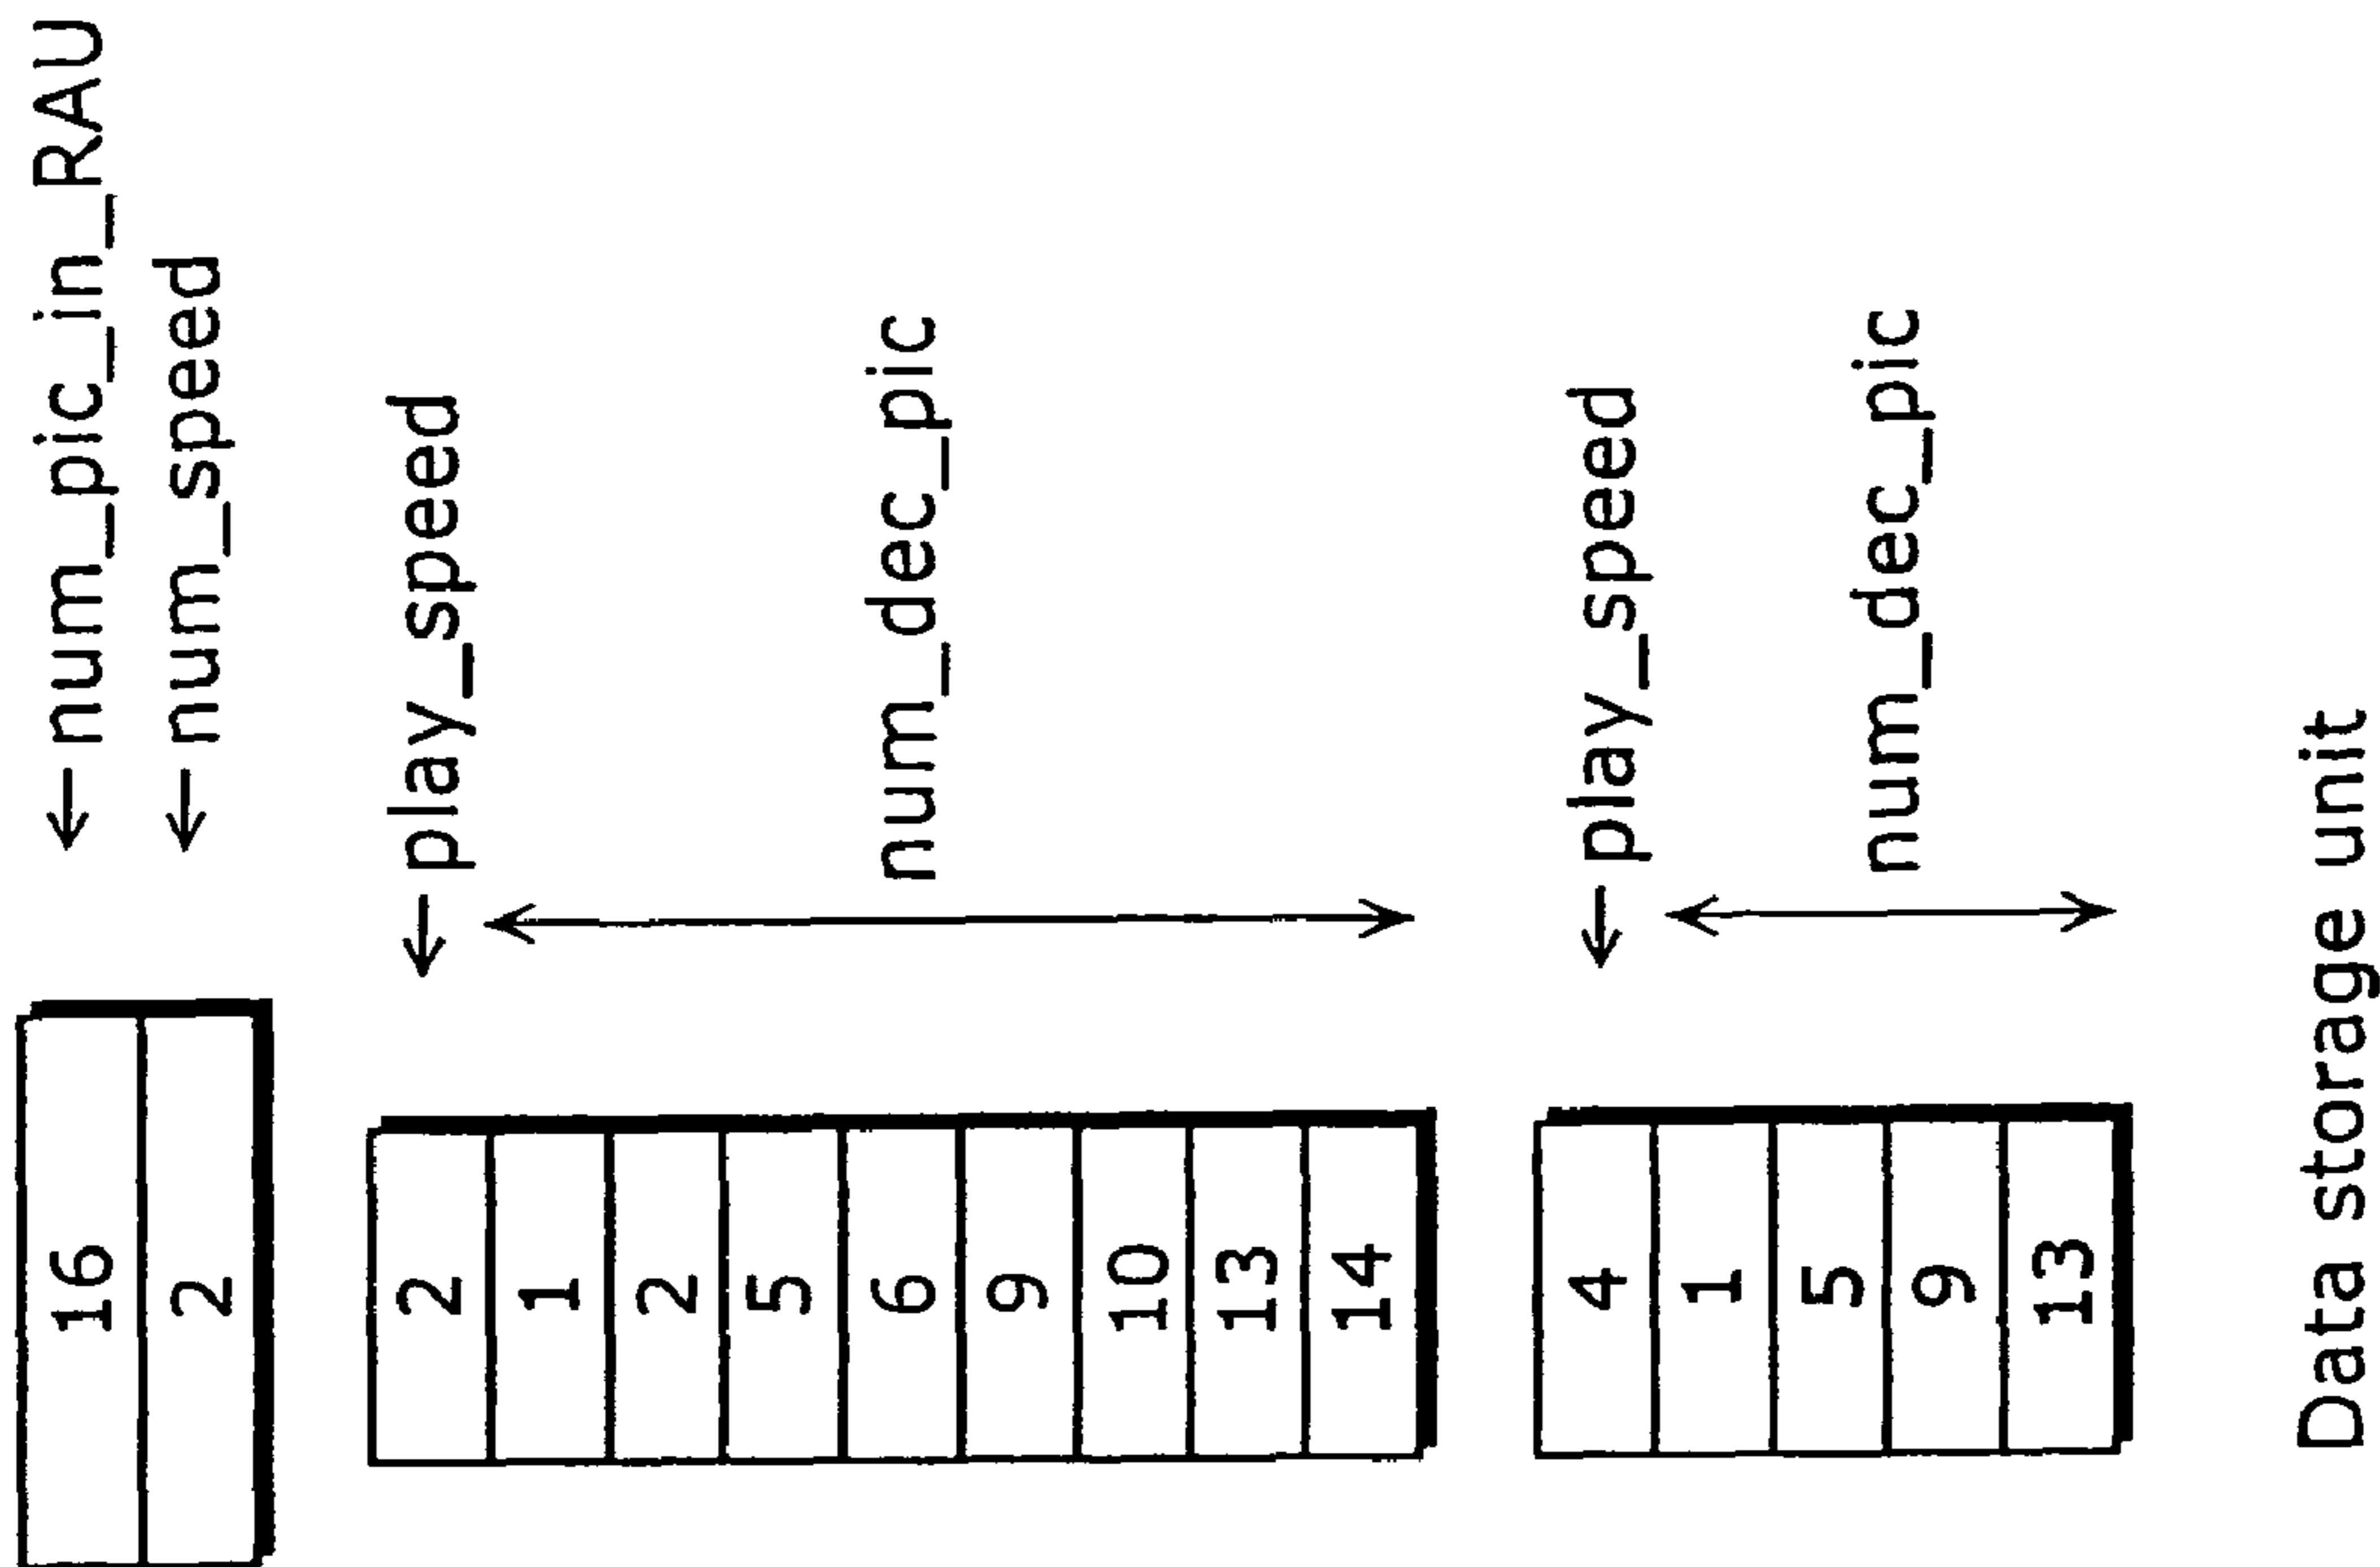 16 ← num_pic_in_RAU
2 ← num_speed
2 ← play_speed
1
2
5
6
9
10
13
14
num_dec_pic
4 ← play_speed
1
5
9
13
num_dec_pic
Data storage unit